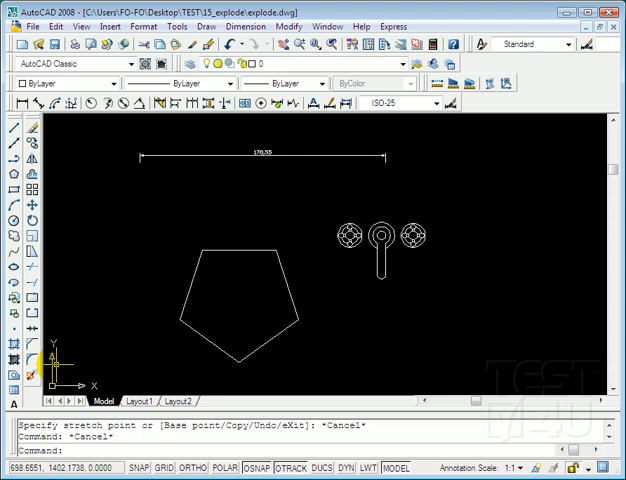 AutoCAD 2008 - [C:\Users\FO-FO\Desktop\TEST\15_explode\explode.dwg]
File Edit View Insert Format Tools Draw Dimension Modify Window Help Express
Standard
AutoCAD Classic 0
ByLayer ByLayer ByLayer ByColor
ISO-25
178,55
Y
X
TEST
4U
Model Layout1 Layout2
Specify stretch point or [Base point/Copy/Undo/eXit]: *Cancel*
Command: *Cancel*
Command:
698.6551, 1402.1738, 0.0000 SNAP GRID ORTHO POLAR OSNAP OTRACK DUCS DYN LWT MODEL Annotation Scale: 1:1